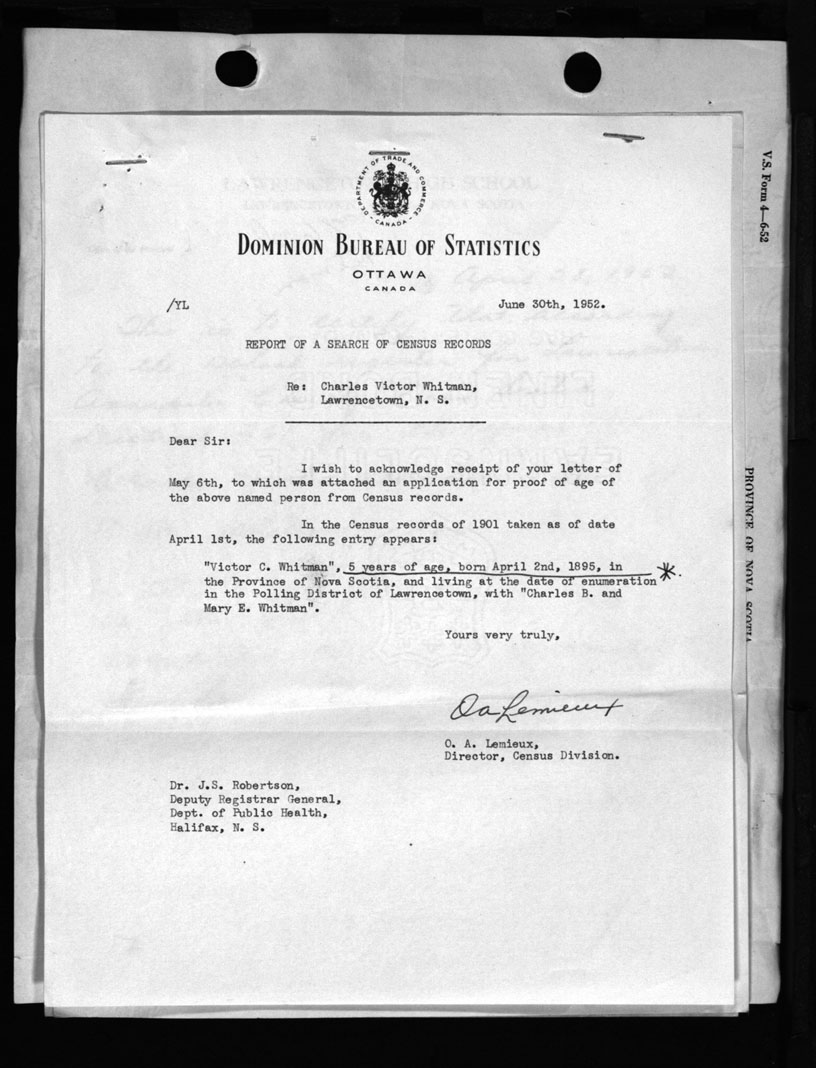 DEPARTMENT OF TRADE AND COMMERCE
CANADA
DOMINION BUREAU OF STATISTICS
OTTAWA
CANADA
/YL
June 30th, 1952.
REPORT OF A SEARCH OF CENSUS RECORDS
Re: Charles Victor Whitman,
Lawrencetown, N. S.
Dear Sir:
I wish to acknowledge receipt of your letter of
May 6th, to which was attached an application for proof of age of
the above named person from Census records.
In the Census records of 1901 taken as of date
April 1st, the following entry appears:
"Victor C. Whitman", 5 years of age, born April 2nd, 1895, in
the Province of Nova Scotia, and living at the date of enumeration *.
in the Polling District of Lawrencetown, with "Charles B. and
Mary E. Whitman".
Yours very truly,
OaLemieux
O. A. Lemieux,
Director, Census Division.
Dr. J.S. Robertson,
Deputy Registrar General,
Dept. of Public Health,
Halifax, N. S.
V.S. Form 4—6-52
PROVINCE OF NOVA SCOTIA